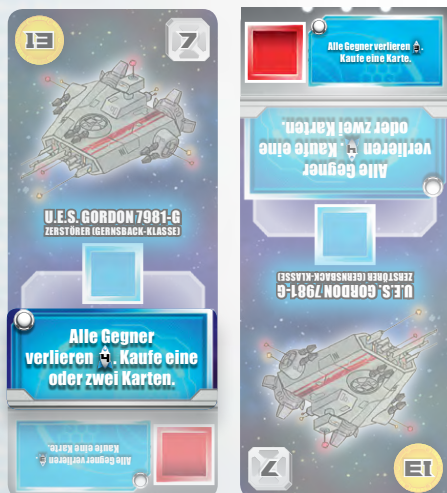 13
7
U.E.S. GORDON 7981-G
ZERSTÖRER (GERNSBACK-KLASSE)
Alle Gegner
verlieren 4. Kaufe eine
oder zwei Karten.
Alle Gegner verlieren
Kaufe eine Karte.
Alle Gegner verlieren
Kaufe eine Karte.
Alle Gegner
verlieren 4. Kaufe eine
oder zwei Karten.
U.E.S. GORDON 7981-G
ZERSTÖRER (GERNSBACK-KLASSE)
7
13